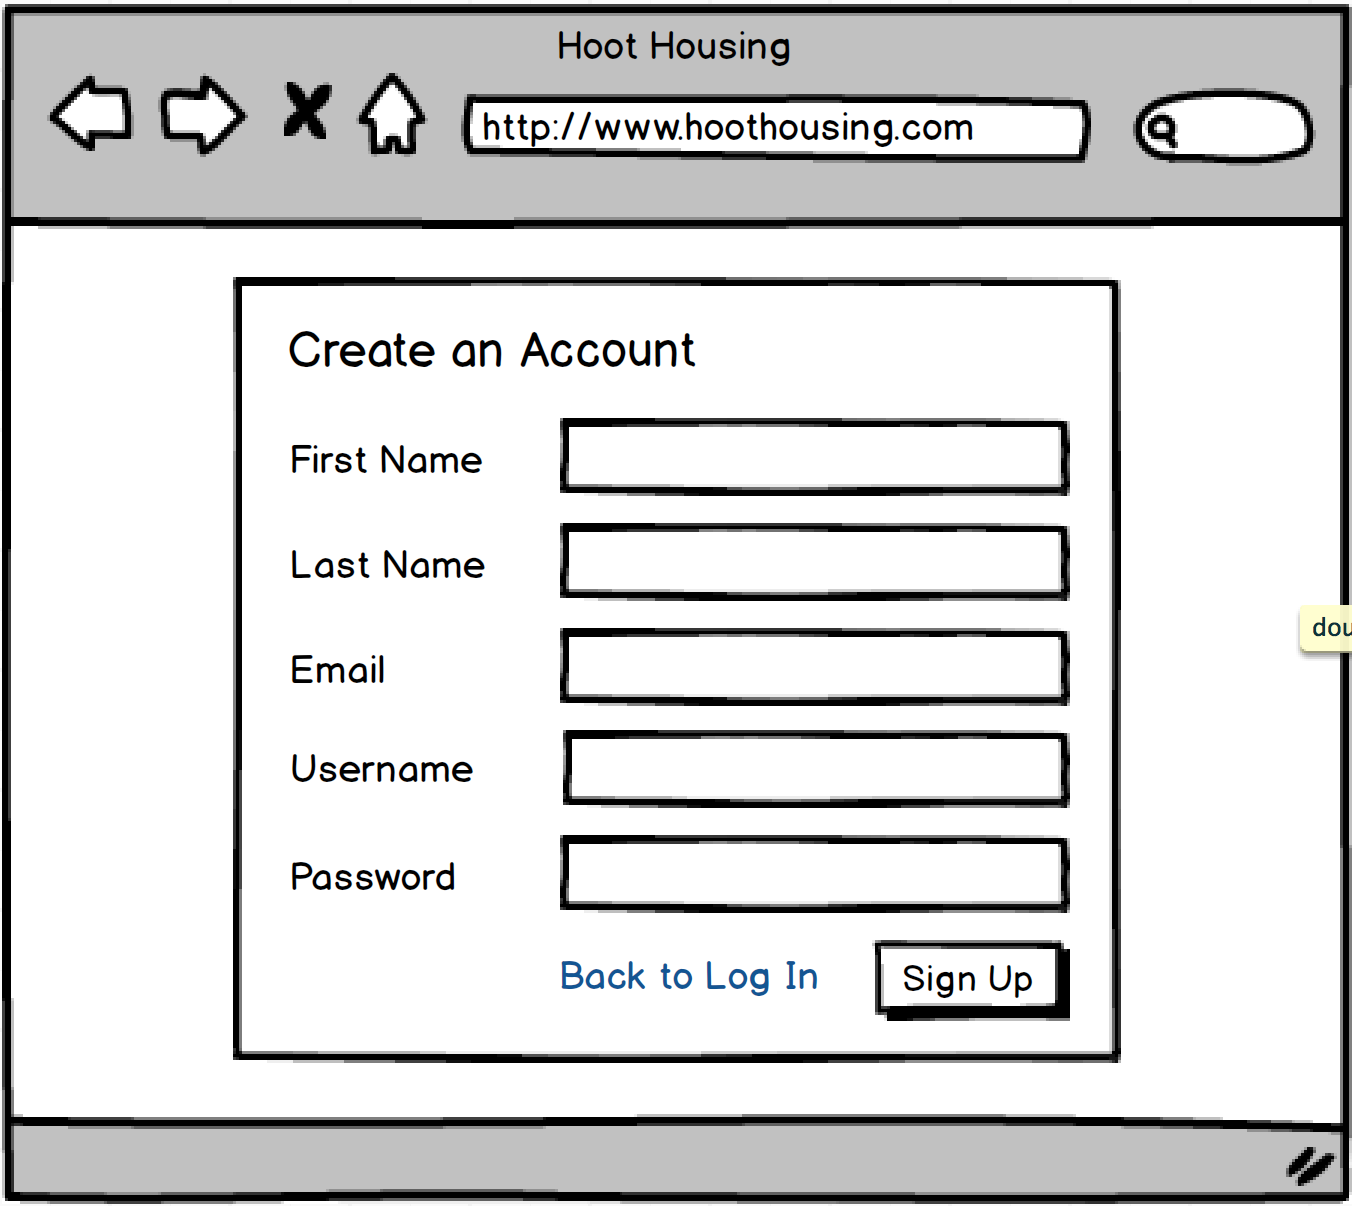 Hoot Housing
http://www.hoothousing.com
Create an Account
First Name
Last Name
Email
Username
Password
Back to Log In
Sign Up